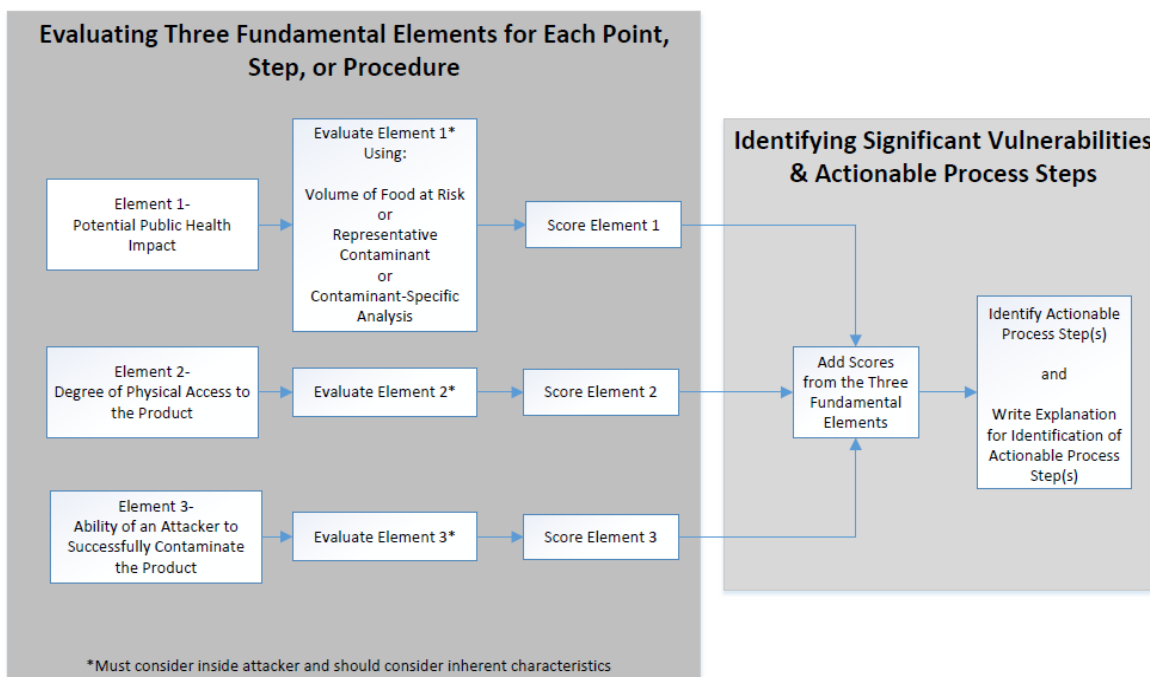 Evaluating Three Fundamental Elements for Each Point,
Step, or Procedure
Element 1-
Potential Public Health
Impact
Evaluate Element 1*
Using:
Volume of Food at Risk
or
Representative
Contaminant
or
Contaminant-Specific
Analysis
Score Element 1
Element 2-
Degree of Physical Access to
the Product
Evaluate Element 2*
Score Element 2
Element 3-
Ability of an Attacker to
Successfully Contaminate
the Product
Evaluate Element 3*
Score Element 3
*Must consider inside attacker and should consider inherent characteristics
Identifying Significant Vulnerabilities
& Actionable Process Steps
Add Scores
from the Three
Fundamental
Elements
Identify Actionable
Process Step(s)
and
Write Explanation
for Identification of
Actionable Process
Step(s)